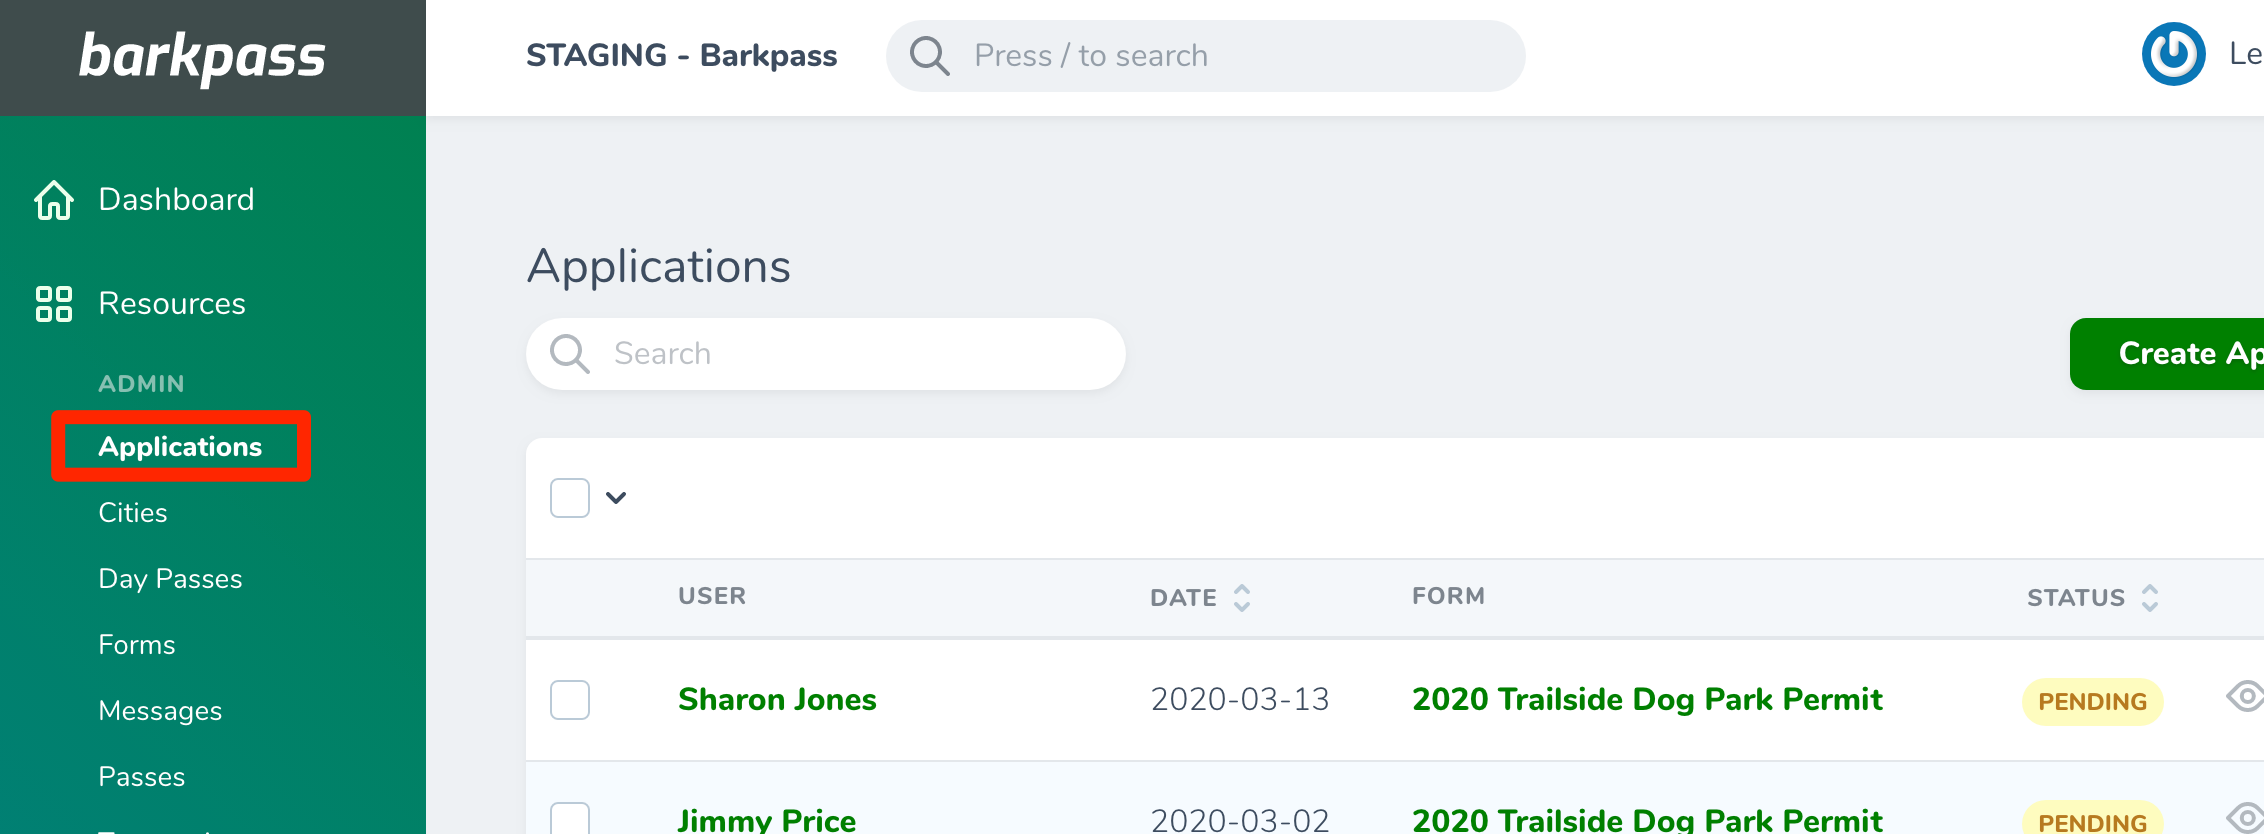 barkpass
STAGING - Barkpass
Press / to search
Dashboard
Resources
ADMIN
Applications
Cities
Day Passes
Forms
Messages
Passes
Applications
Search
Create
USER DATE FORM STATUS
Sharon Jones 2020-03-13 2020 Trailside Dog Park Permit PENDING
Jimmy Price 2020-03-02 2020 Trailside Dog Park Permit PENDING